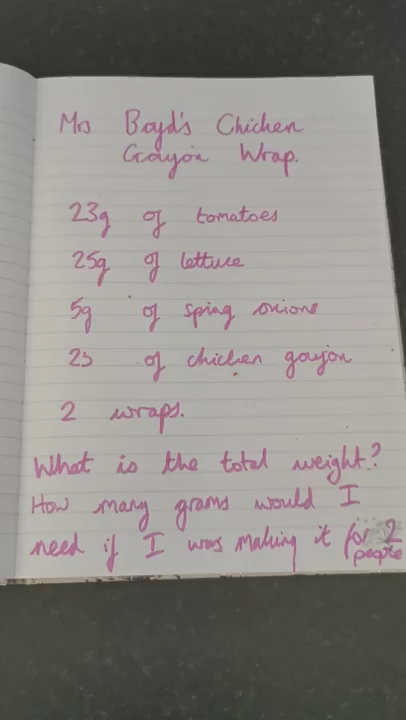 Mrs Boyd's Chicken
Goujon Wrap.
23g of tomatoes
25g of lettuce
5g of sping onions
25 of chicken goujon
2 wraps.
What is the total weight?
How many grams would I
need if I was making it for 2
people